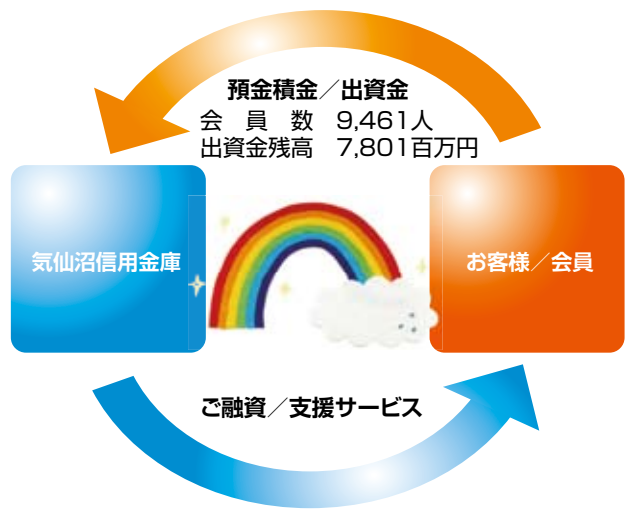 預金積金／出資金
会　員　数　9,461人
出資金残高　7,801百万円
気仙沼信用金庫
お客様／会員
ご融資／支援サービス